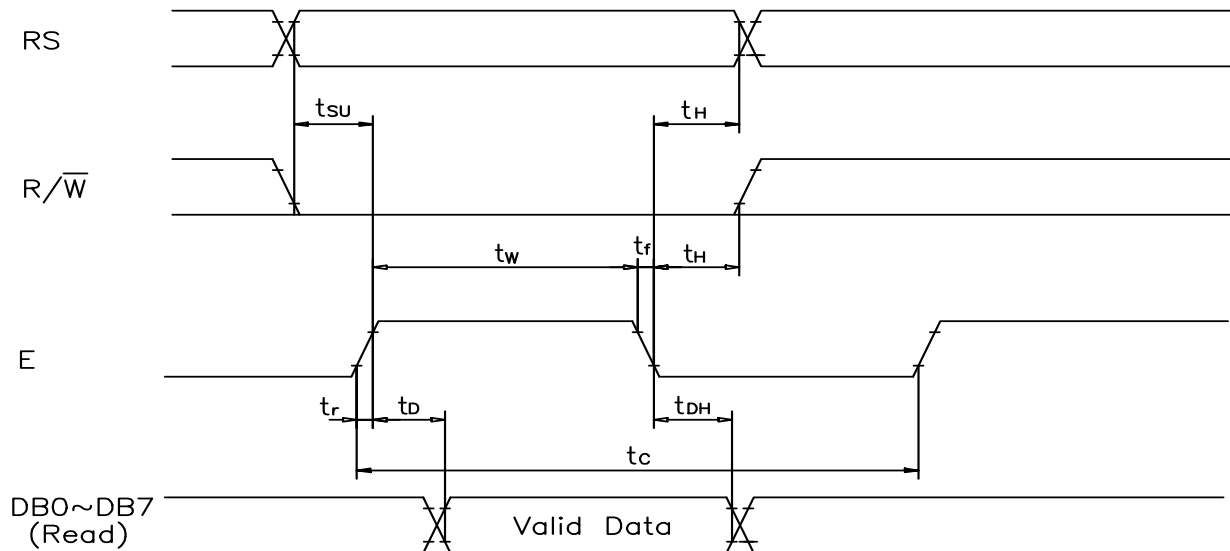 RS
tSU
tH
R/W̅
tW
tf
tH
E
tr
tD
tDH
tC
DB0~DB7
(Read)
Valid Data